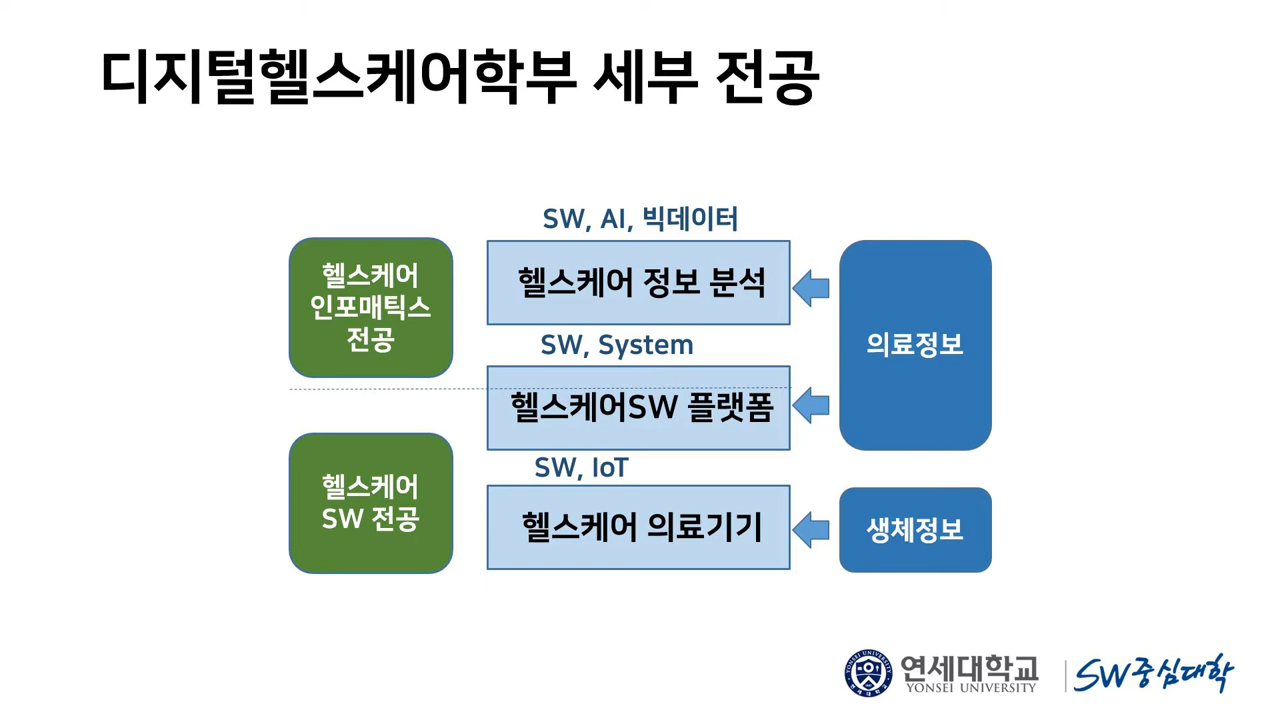 디지털헬스케어학부 세부 전공
SW, AI, 빅데이터
헬스케어
인포매틱스
전공
헬스케어 정보 분석
의료정보
SW, System
헬스케어SW 플랫폼
SW, IoT
헬스케어
SW 전공
헬스케어 의료기기
생체정보
연세대학교
YONSEI UNIVERSITY
SW중심대학